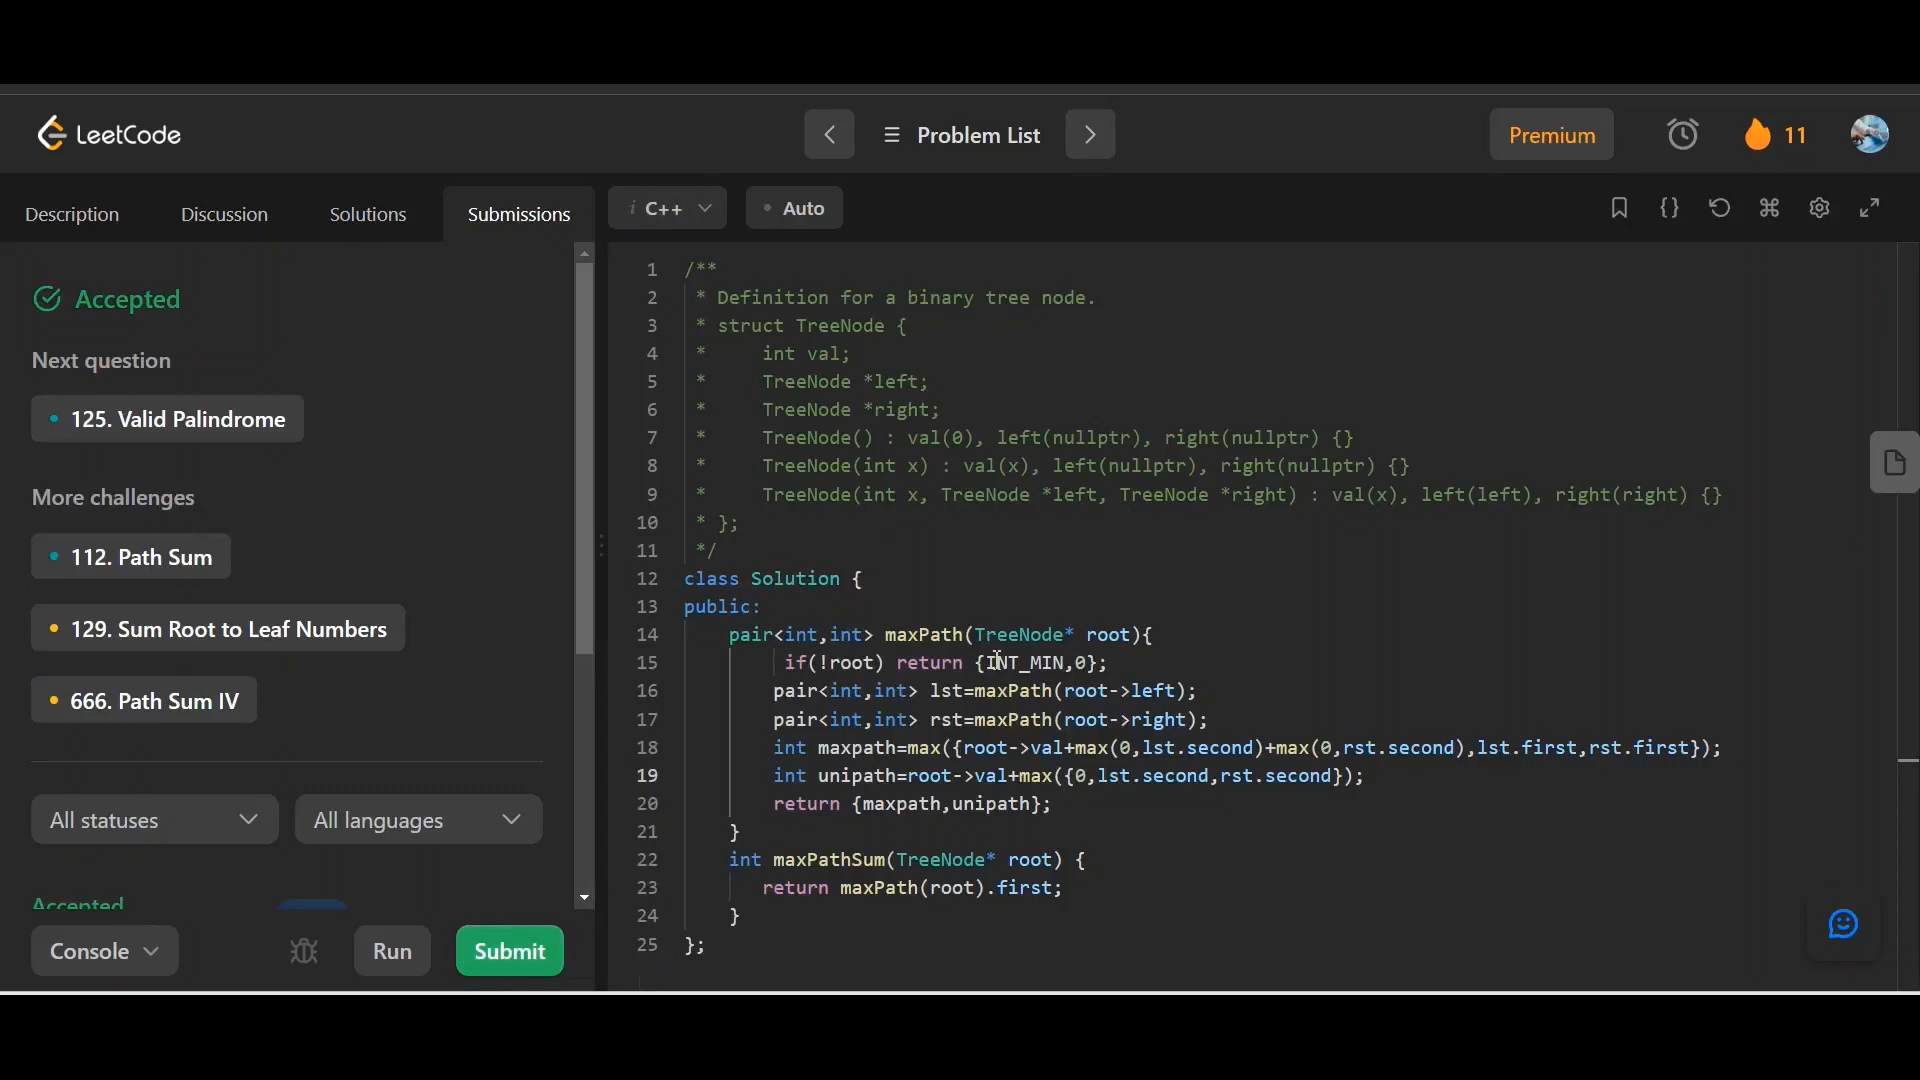 LeetCode
Problem List
Premium
11
Description
Discussion
Solutions
Submissions
i C++
Auto
Accepted
Next question
125. Valid Palindrome
More challenges
112. Path Sum
129. Sum Root to Leaf Numbers
666. Path Sum IV
All statuses
All languages
Accepted
Console
Run
Submit
1 /**
2 * Definition for a binary tree node.
3 * struct TreeNode {
4 *     int val;
5 *     TreeNode *left;
6 *     TreeNode *right;
7 *     TreeNode() : val(0), left(nullptr), right(nullptr) {}
8 *     TreeNode(int x) : val(x), left(nullptr), right(nullptr) {}
9 *     TreeNode(int x, TreeNode *left, TreeNode *right) : val(x), left(left), right(right) {}
10 * };
11 */
12 class Solution {
13 public:
14     pair<int,int> maxPath(TreeNode* root){
15          if(!root) return {INT_MIN,0};
16         pair<int,int> lst=maxPath(root->left);
17         pair<int,int> rst=maxPath(root->right);
18         int maxpath=max({root->val+max(0,lst.second)+max(0,rst.second),lst.first,rst.first});
19         int unipath=root->val+max({0,lst.second,rst.second});
20         return {maxpath,unipath};
21     }
22     int maxPathSum(TreeNode* root) {
23        return maxPath(root).first;
24     }
25 };